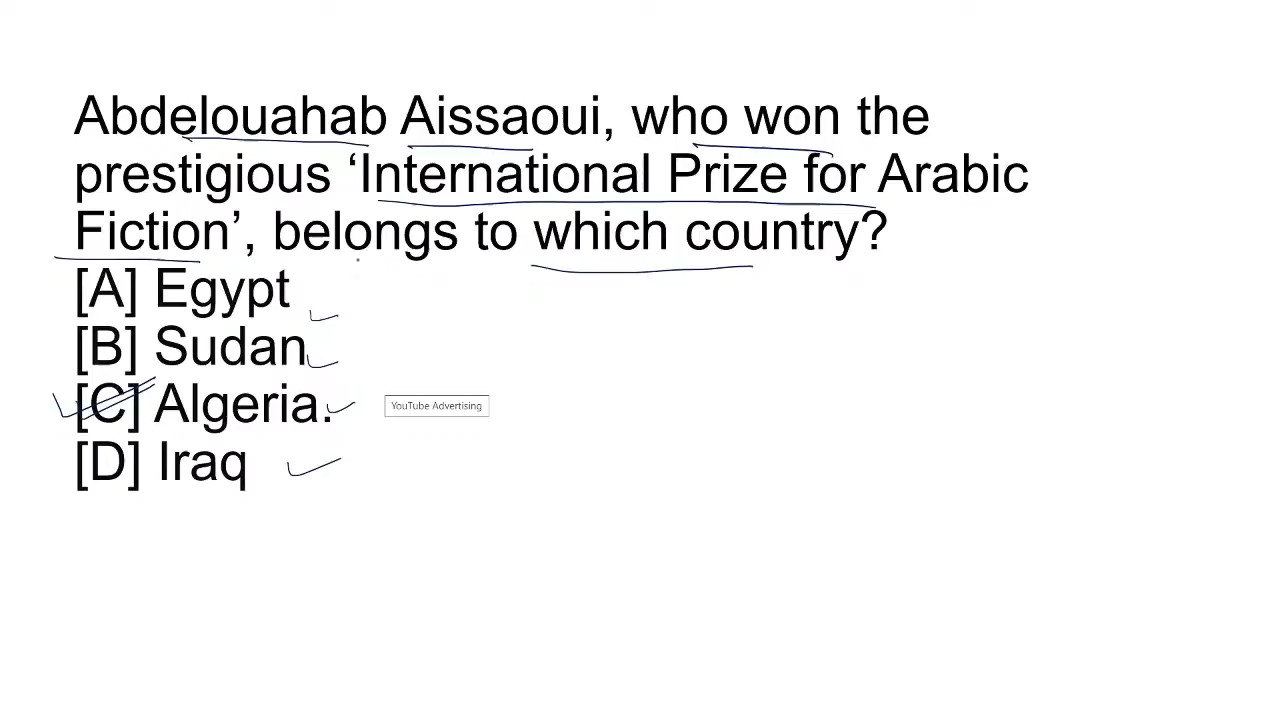 Abdelouahab Aissaoui, who won the
prestigious ‘International Prize for Arabic
Fiction’, belongs to which country?
[A] Egypt
[B] Sudan
[C] Algeria.
YouTube Advertising
[D] Iraq